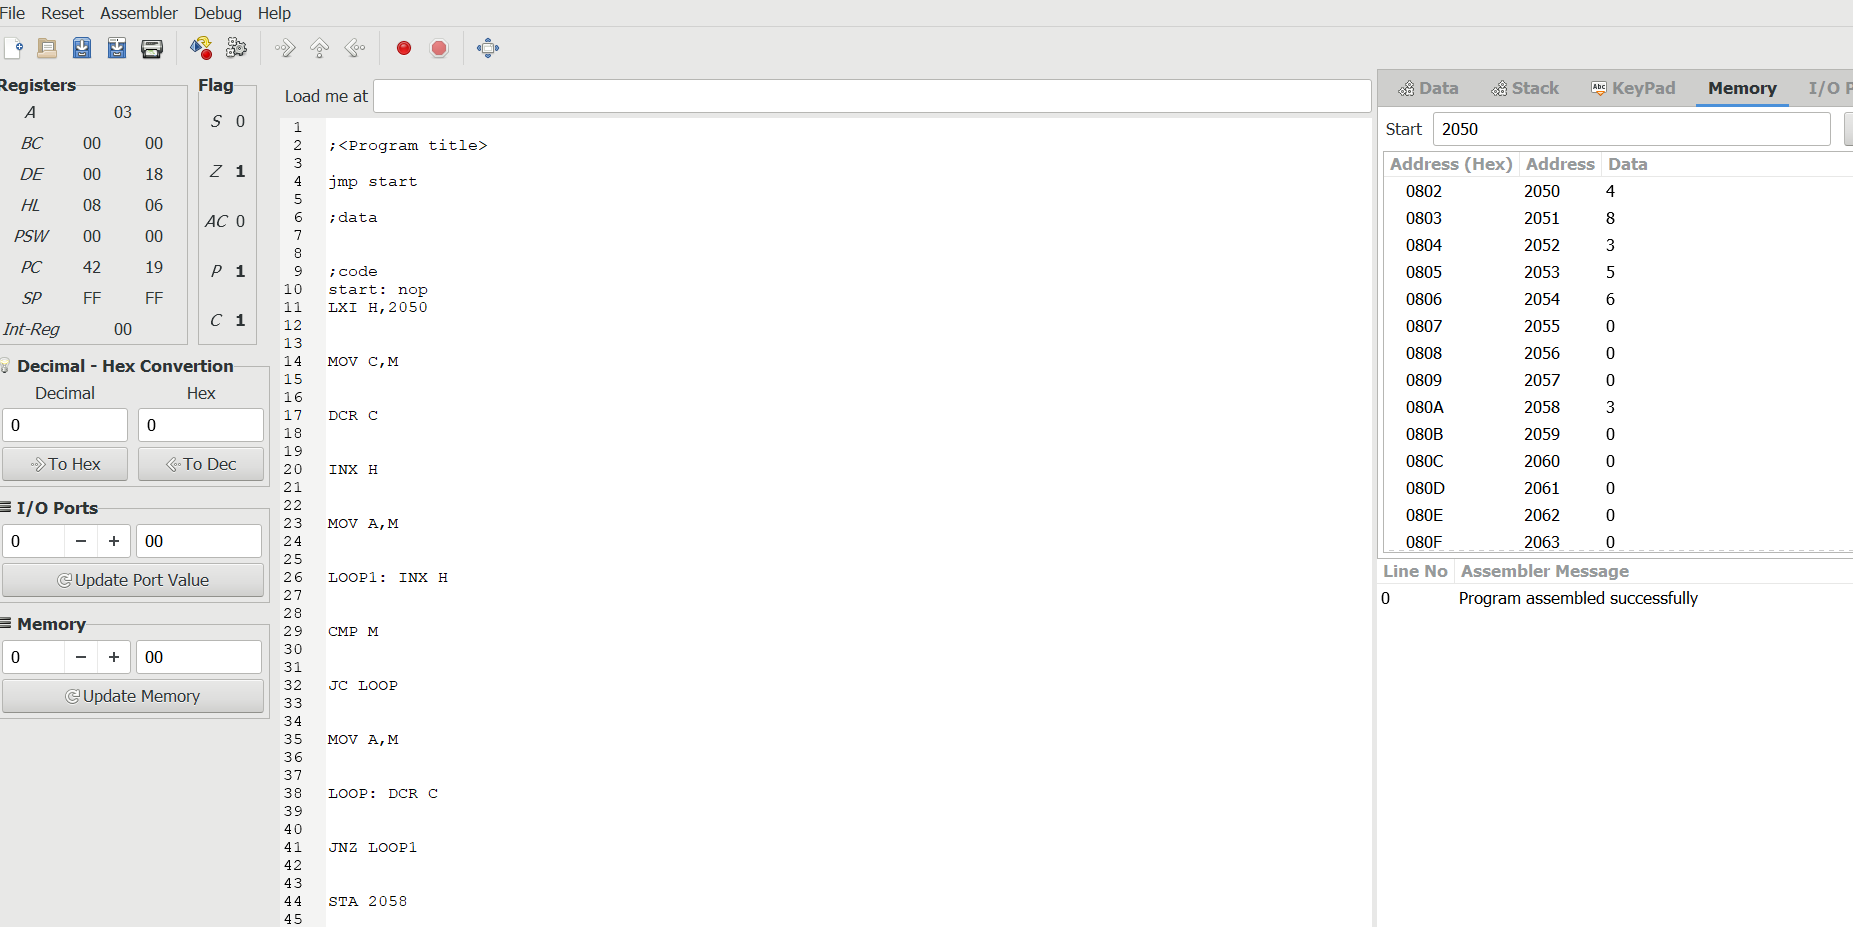 File Reset Assembler Debug Help
Registers
A 03
BC 00 00
DE 00 18
HL 08 06
PSW 00 00
PC 42 19
SP FF FF
Int-Reg 00
Flag
S 0
Z 1
AC 0
P 1
C 1
Decimal - Hex Convertion
Decimal Hex
0 0
To Hex To Dec
I/O Ports
0 − + 00
Update Port Value
Memory
0 − + 00
Update Memory
Load me at
1
2 ;<Program title>
3
4 jmp start
5
6 ;data
7
8
9 ;code
10 start: nop
11 LXI H,2050
12
13
14 MOV C,M
15
16
17 DCR C
18
19
20 INX H
21
22
23 MOV A,M
24
25
26 LOOP1: INX H
27
28
29 CMP M
30
31
32 JC LOOP
33
34
35 MOV A,M
36
37
38 LOOP: DCR C
39
40
41 JNZ LOOP1
42
43
44 STA 2058
45
Data Stack KeyPad Memory I/O P
Start 2050
Address (Hex) Address Data
0802 2050 4
0803 2051 8
0804 2052 3
0805 2053 5
0806 2054 6
0807 2055 0
0808 2056 0
0809 2057 0
080A 2058 3
080B 2059 0
080C 2060 0
080D 2061 0
080E 2062 0
080F 2063 0
Line No Assembler Message
0 Program assembled successfully